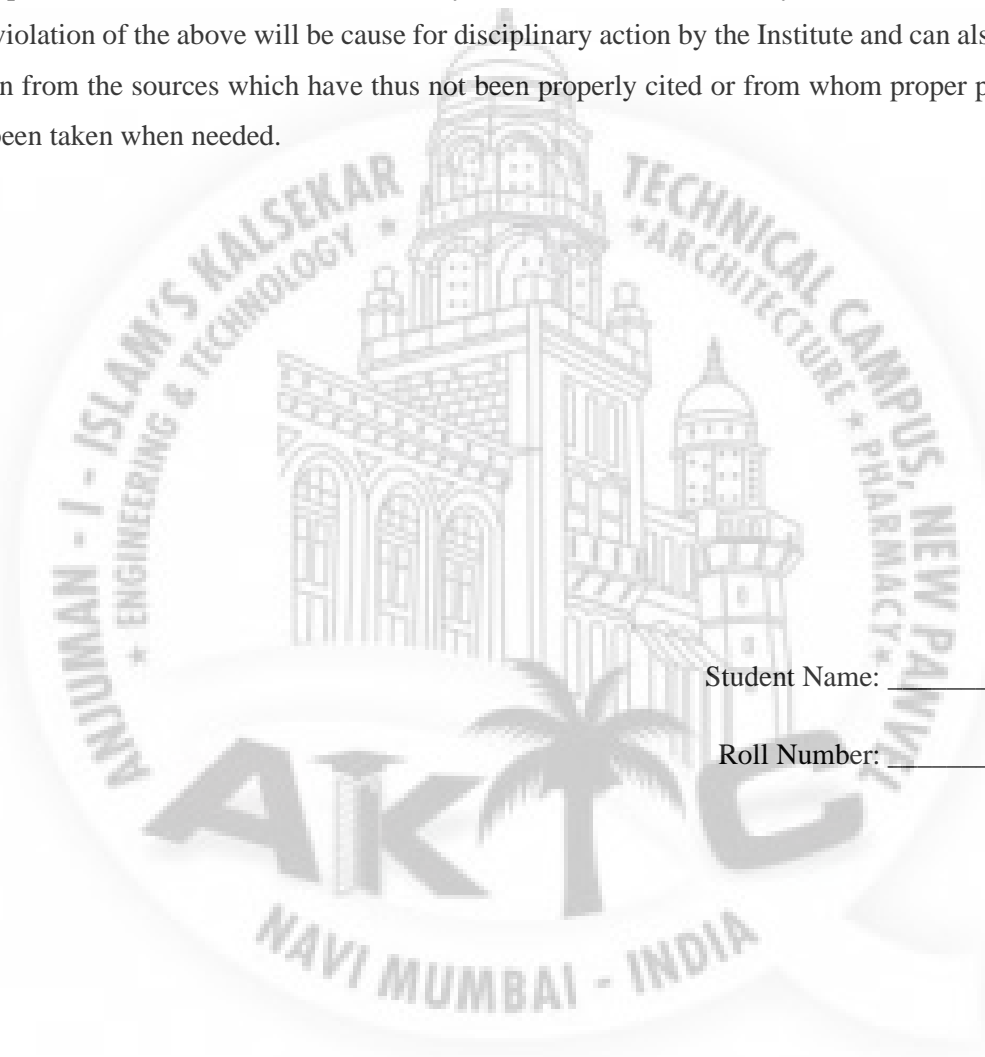 violation of the above will be cause for disciplinary action by the Institute and can als
n from the sources which have thus not been properly cited or from whom proper p
been taken when needed.
ANJUMAN - I - ISLAM'S KALSEKAR TECHNICAL CAMPUS, NEW PANVEL
* ENGINEERING & TECHNOLOGY * *ARCHITECTURE * PHARMACY*
Student Name: ________
Roll Number: ________
AKTC
NAVI MUMBAI - INDIA